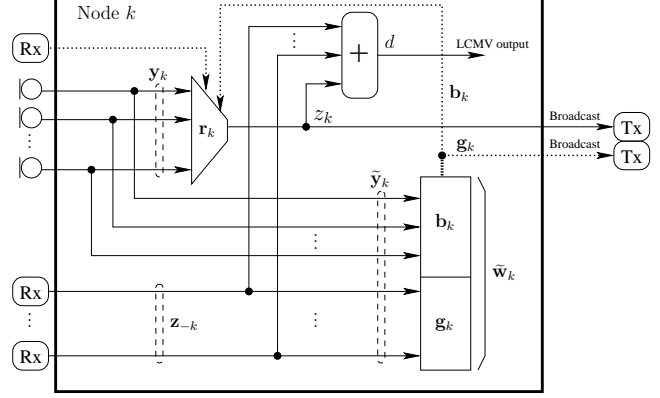 Node k
Rx
d
LCMV output
y_k
b_k
z_k
Broadcast
Tx
r_k
g_k
Broadcast
Tx
ỹ_k
b_k
w̃_k
Rx
z_{-k}
g_k
Rx
+